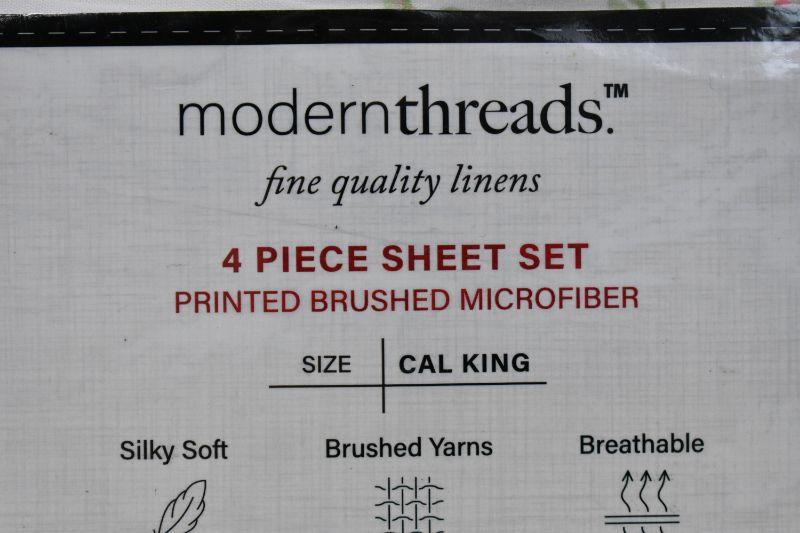 modernthreads.™
fine quality linens
4 PIECE SHEET SET
PRINTED BRUSHED MICROFIBER
SIZE CAL KING
Silky Soft Brushed Yarns Breathable